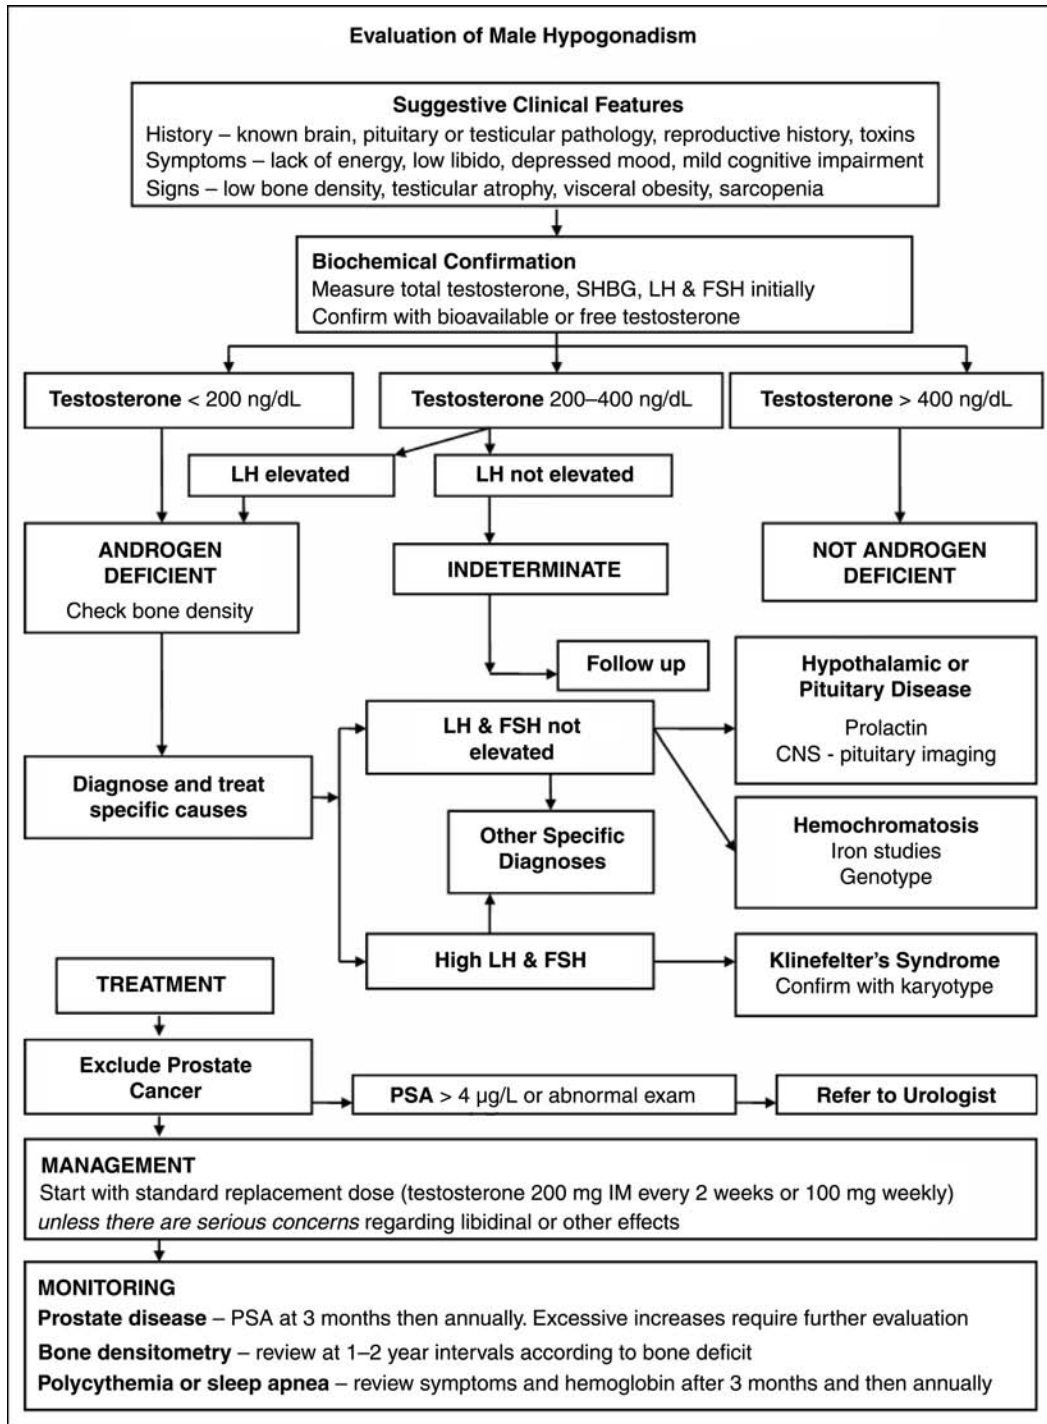 Evaluation of Male Hypogonadism
Suggestive Clinical Features
History – known brain, pituitary or testicular pathology, reproductive history, toxins
Symptoms – lack of energy, low libido, depressed mood, mild cognitive impairment
Signs – low bone density, testicular atrophy, visceral obesity, sarcopenia
Biochemical Confirmation
Measure total testosterone, SHBG, LH & FSH initially
Confirm with bioavailable or free testosterone
Testosterone < 200 ng/dL
Testosterone 200–400 ng/dL
Testosterone > 400 ng/dL
LH elevated
LH not elevated
ANDROGEN
DEFICIENT
Check bone density
INDETERMINATE
NOT ANDROGEN
DEFICIENT
Follow up
Hypothalamic or
Pituitary Disease
Prolactin
CNS - pituitary imaging
LH & FSH not
elevated
Diagnose and treat
specific causes
Other Specific
Diagnoses
Hemochromatosis
Iron studies
Genotype
High LH & FSH
Klinefelter's Syndrome
Confirm with karyotype
TREATMENT
Exclude Prostate
Cancer
PSA > 4 µg/L or abnormal exam
Refer to Urologist
MANAGEMENT
Start with standard replacement dose (testosterone 200 mg IM every 2 weeks or 100 mg weekly)
unless there are serious concerns regarding libidinal or other effects
MONITORING
Prostate disease – PSA at 3 months then annually. Excessive increases require further evaluation
Bone densitometry – review at 1–2 year intervals according to bone deficit
Polycythemia or sleep apnea – review symptoms and hemoglobin after 3 months and then annually